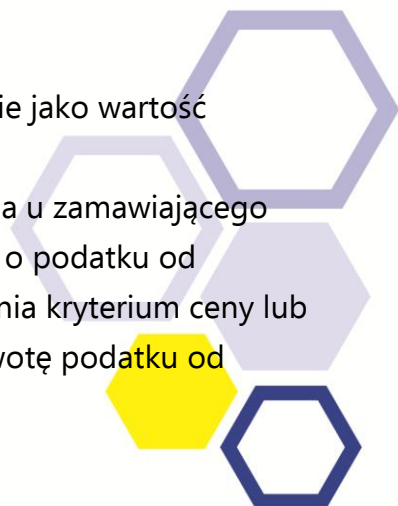 ie jako wartość
a u zamawiającego
o podatku od
nia kryterium ceny lub
wotę podatku od